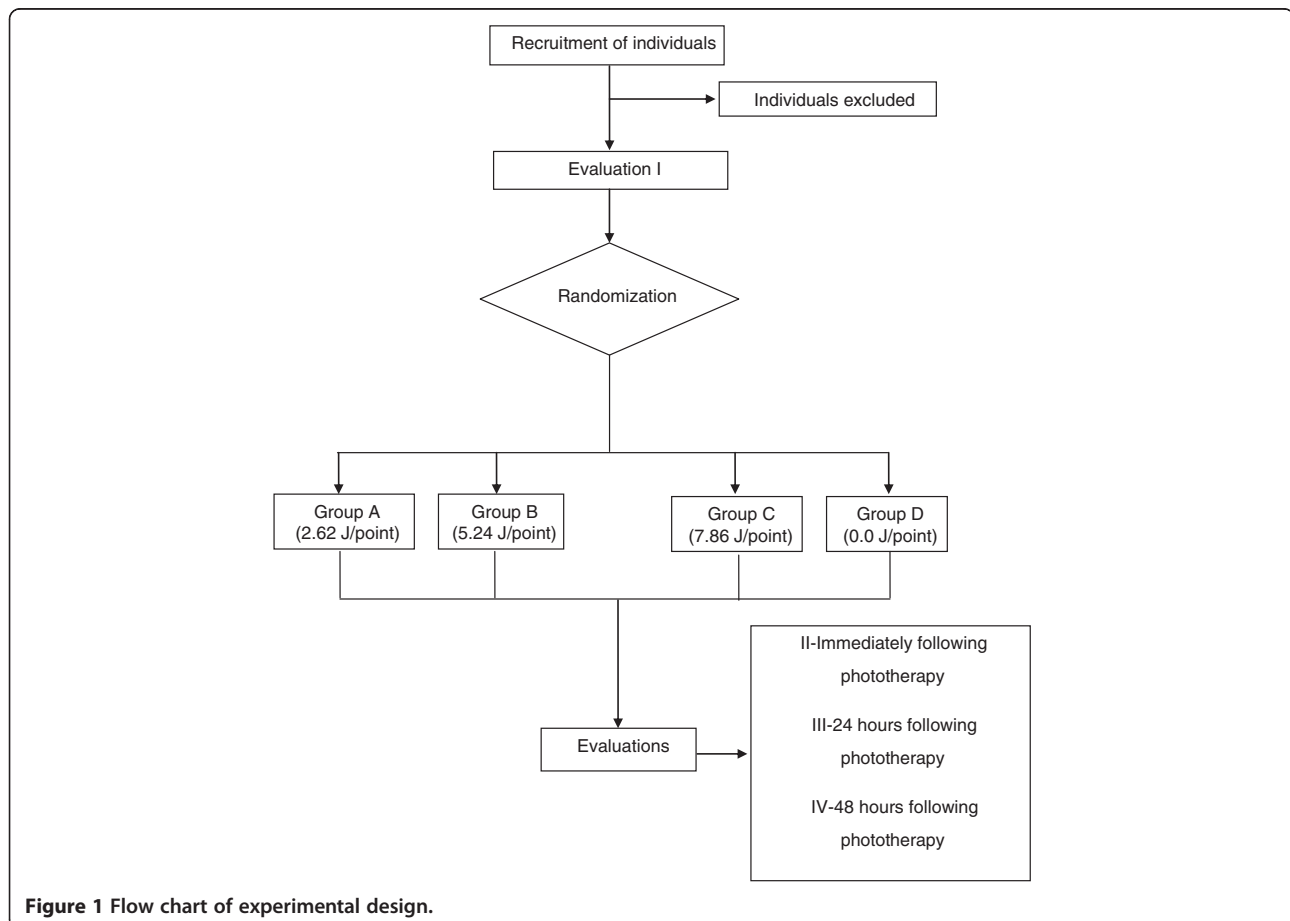 Recruitment of individuals
Individuals excluded
Evaluation I
Randomization
Group A
(2.62 J/point)
Group B
(5.24 J/point)
Group C
(7.86 J/point)
Group D
(0.0 J/point)
II-Immediately following
phototherapy
III-24 hours following
phototherapy
IV-48 hours following
phototherapy
Evaluations
Figure 1 Flow chart of experimental design.